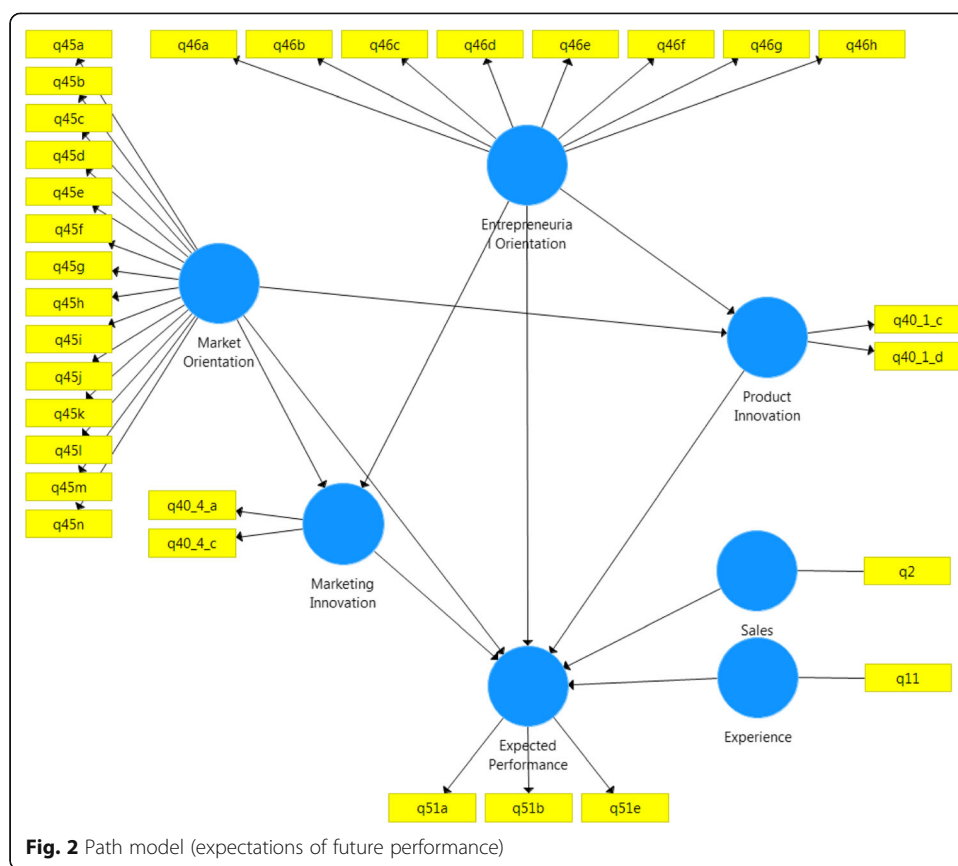 q45a
q46a
q46b
q46c
q46d
q46e
q46f
q46g
q46h
q45b
q45c
q45d
q45e
q45f
q45g
q45h
q45i
q45j
q45k
q45l
q45m
q45n
Entrepreneuria
l Orientation
Market
Orientation
q40_1_c
q40_1_d
Product
Innovation
q40_4_a
q40_4_c
Marketing
Innovation
q2
Sales
q11
Experience
Expected
Performance
q51a
q51b
q51e
Fig. 2 Path model (expectations of future performance)